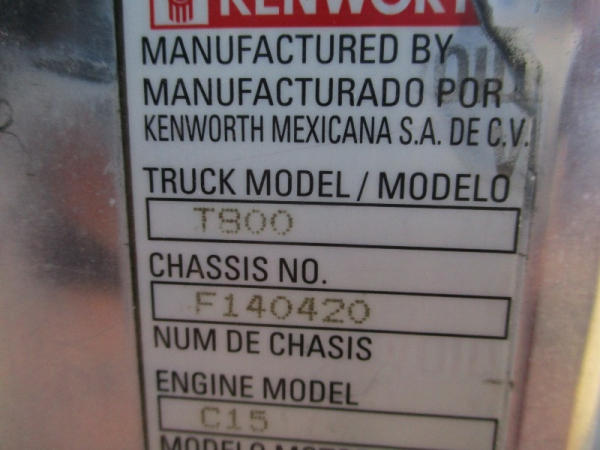 KENWORT
MANUFACTURED BY
MANUFACTURADO POR
KENWORTH MEXICANA S.A. DE C.V.
TRUCK MODEL / MODELO
T800
CHASSIS NO.
F140420
NUM DE CHASIS
ENGINE MODEL
C15
MODELO